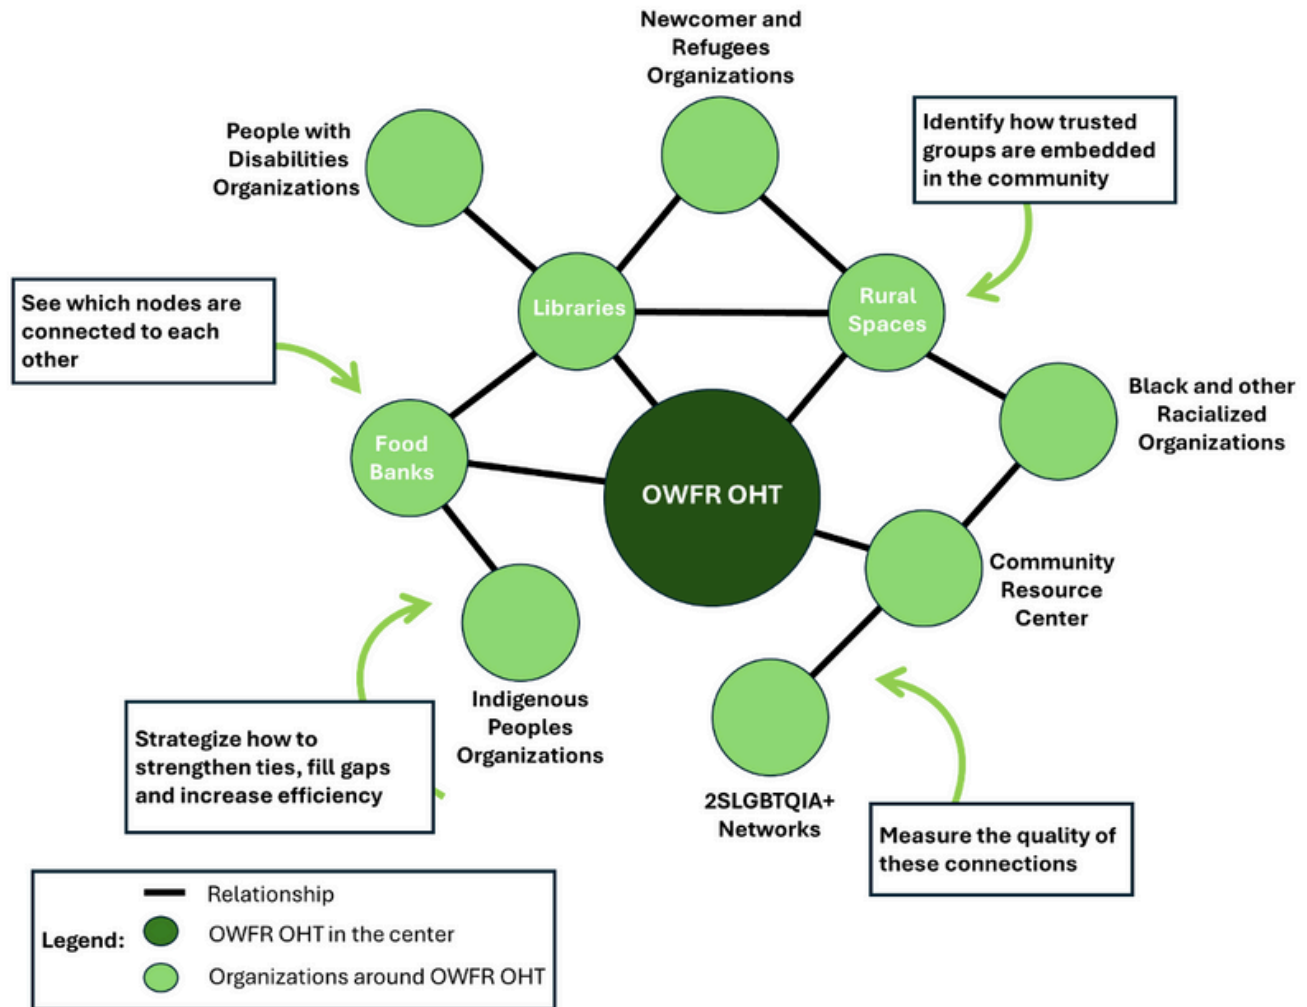 Newcomer and
Refugees
Organizations
People with
Disabilities
Organizations
Identify how trusted
groups are embedded
in the community
See which nodes are
connected to each
other
Libraries
Rural
Spaces
Black and other
Racialized
Organizations
Food
Banks
OWFR OHT
Community
Resource
Center
Indigenous
Peoples
Organizations
Strategize how to
strengthen ties, fill gaps
and increase efficiency
2SLGBTQIA+
Networks
Measure the quality of
these connections
Legend:
Relationship
OWFR OHT in the center
Organizations around OWFR OHT